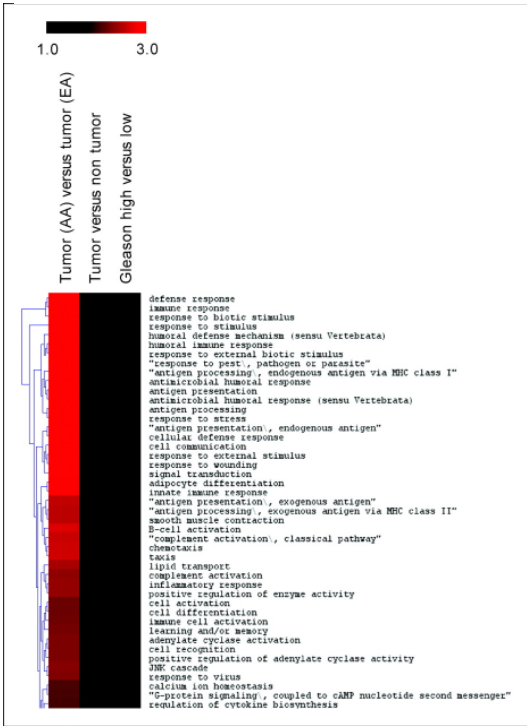 1.0 3.0
Tumor (AA) versus tumor (EA)
Tumor versus non tumor
Gleason high versus low
defense response
immune response
response to biotic stimulus
response to stimulus
humoral defense mechanism (sensu Vertebrata)
humoral immune response
response to external biotic stimulus
"response to pest\, pathogen or parasite"
"antigen processing\, endogenous antigen via MHC class I"
antimicrobial humoral response
antigen presentation
antimicrobial humoral response (sensu Vertebrata)
antigen processing
response to stress
"antigen presentation\, endogenous antigen"
cellular defense response
cell communication
response to external stimulus
response to wounding
signal transduction
adipocyte differentiation
innate immune response
"antigen presentation\, exogenous antigen"
"antigen processing\, exogenous antigen via MHC class II"
smooth muscle contraction
B-cell activation
"complement activation\, classical pathway"
chemotaxis
taxis
lipid transport
complement activation
inflammatory response
positive regulation of enzyme activity
cell activation
cell differentiation
immune cell activation
learning and/or memory
adenylate cyclase activation
cell recognition
positive regulation of adenylate cyclase activity
JNK cascade
response to virus
calcium ion homeostasis
"G-protein signaling\, coupled to cAMP nucleotide second messenger"
regulation of cytokine biosynthesis